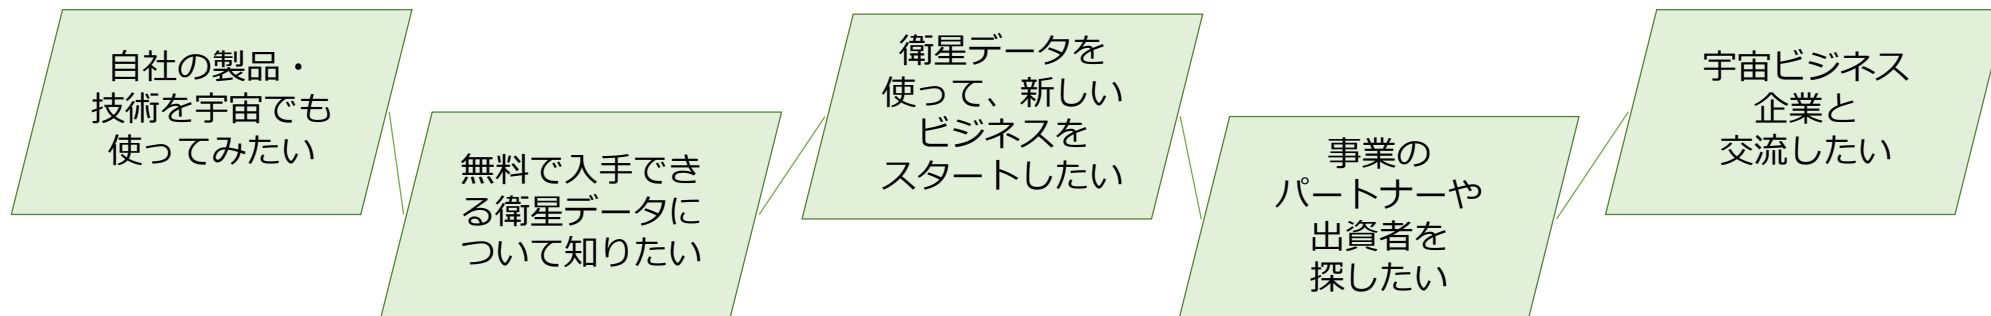 自社の製品・
技術を宇宙でも
使ってみたい
無料で入手でき
る衛星データに
ついて知りたい
衛星データを
使って、新しい
ビジネスを
スタートしたい
事業の
パートナーや
出資者を
探したい
宇宙ビジネス
企業と
交流したい